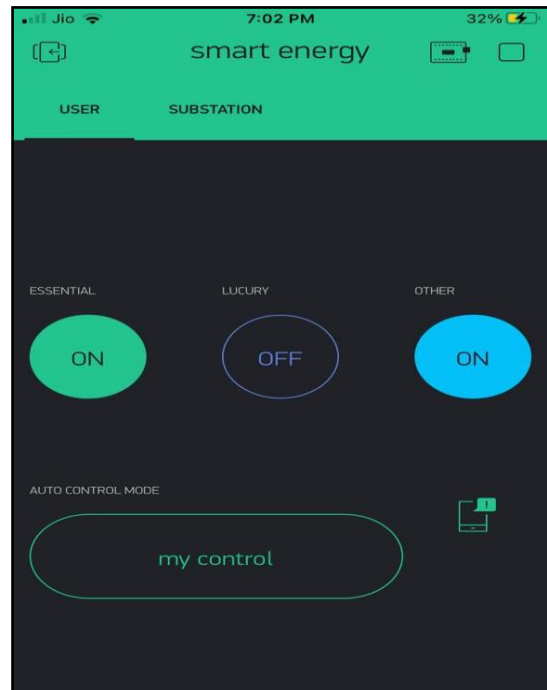 Jio 7:02 PM 32%
smart energy
USER SUBSTATION
ESSENTIAL LUCURY OTHER
ON OFF ON
AUTO CONTROL MODE
my control